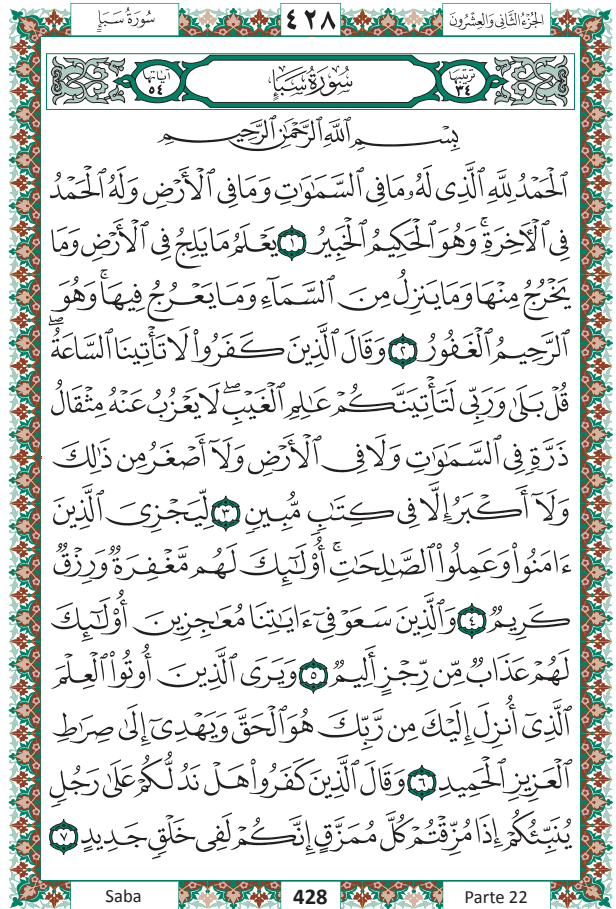 سُورَةُ سَبَإٍ ٤٢٨ الجُزْءُ الثَّانِي وَالعِشْرُونَ
آيَاتُهَا ٥٤ سُورَةُ سَبَإٍ تَرْتِيبُهَا ٣٤
بِسْمِ ٱللَّهِ ٱلرَّحْمَٰنِ ٱلرَّحِيمِ
ٱلْحَمْدُ لِلَّهِ ٱلَّذِى لَهُۥ مَا فِى ٱلسَّمَٰوَٰتِ وَمَا فِى ٱلْأَرْضِ وَلَهُ ٱلْحَمْدُ
فِى ٱلْءَاخِرَةِۚ وَهُوَ ٱلْحَكِيمُ ٱلْخَبِيرُ ١ يَعْلَمُ مَا يَلِجُ فِى ٱلْأَرْضِ وَمَا
يَخْرُجُ مِنْهَا وَمَا يَنزِلُ مِنَ ٱلسَّمَآءِ وَمَا يَعْرُجُ فِيهَاۚ وَهُوَ
ٱلرَّحِيمُ ٱلْغَفُورُ ٢ وَقَالَ ٱلَّذِينَ كَفَرُوا۟ لَا تَأْتِينَا ٱلسَّاعَةُۖ
قُلْ بَلَىٰ وَرَبِّى لَتَأْتِيَنَّكُمْ عَٰلِمِ ٱلْغَيْبِۖ لَا يَعْزُبُ عَنْهُ مِثْقَالُ
ذَرَّةٍ فِى ٱلسَّمَٰوَٰتِ وَلَا فِى ٱلْأَرْضِ وَلَآ أَصْغَرُ مِن ذَٰلِكَ
وَلَآ أَكْبَرُ إِلَّا فِى كِتَٰبٍ مُّبِينٍ ٣ لِّيَجْزِىَ ٱلَّذِينَ
ءَامَنُوا۟ وَعَمِلُوا۟ ٱلصَّٰلِحَٰتِۚ أُو۟لَٰٓئِكَ لَهُم مَّغْفِرَةٌ وَرِزْقٌ
كَرِيمٌ ٤ وَٱلَّذِينَ سَعَوْ فِىٓ ءَايَٰتِنَا مُعَٰجِزِينَ أُو۟لَٰٓئِكَ
لَهُمْ عَذَابٌ مِّن رِّجْزٍ أَلِيمٌ ٥ وَيَرَى ٱلَّذِينَ أُوتُوا۟ ٱلْعِلْمَ
ٱلَّذِىٓ أُنزِلَ إِلَيْكَ مِن رَّبِّكَ هُوَ ٱلْحَقَّ وَيَهْدِىٓ إِلَىٰ صِرَٰطِ
ٱلْعَزِيزِ ٱلْحَمِيدِ ٦ وَقَالَ ٱلَّذِينَ كَفَرُوا۟ هَلْ نَدُلُّكُمْ عَلَىٰ رَجُلٍ
يُنَبِّئُكُمْ إِذَا مُزِّقْتُمْ كُلَّ مُمَزَّقٍ إِنَّكُمْ لَفِى خَلْقٍ جَدِيدٍ ٧
Saba 428 Parte 22